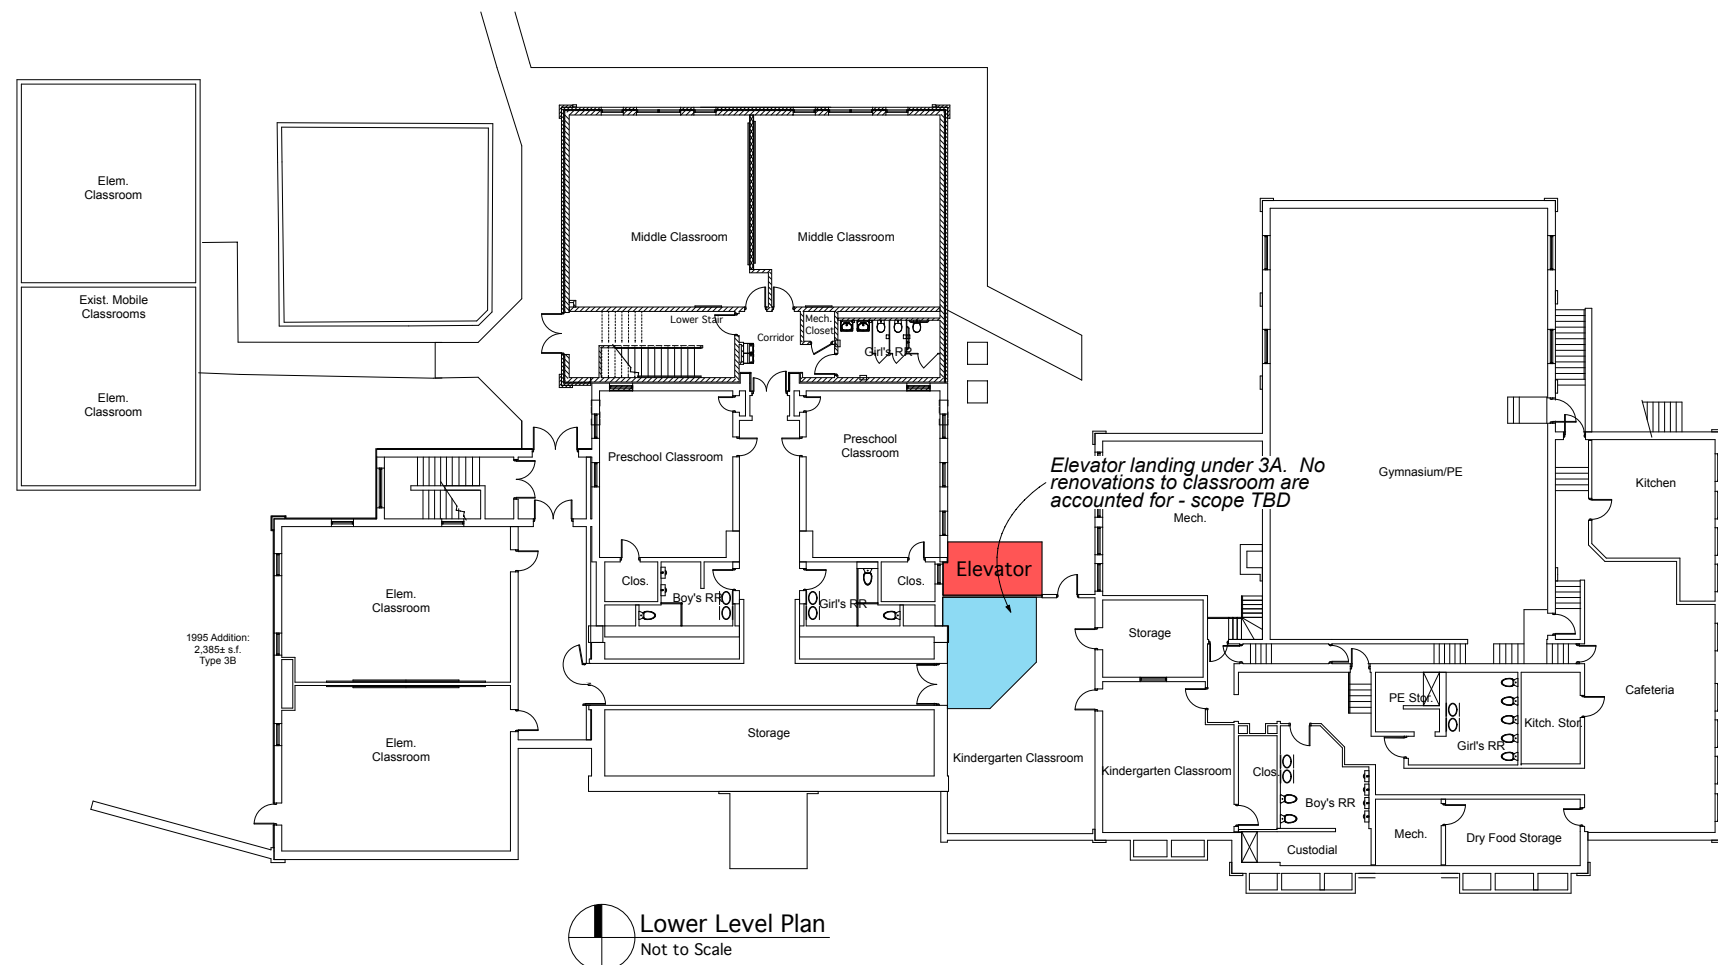 Elem.
Classroom
Exist. Mobile
Classrooms
Elem.
Classroom
Middle Classroom
Middle Classroom
Lower Stair
Mech.
Closet
Corridor
Girl's RR
Preschool Classroom
Preschool
Classroom
Elevator landing under 3A. No
renovations to classroom are
accounted for - scope TBD
Mech.
Gymnasium/PE
Kitchen
Elevator
Clos.
Boy's RR
Girl's RR
Clos.
Elem.
Classroom
1995 Addition:
2,385± s.f.
Type 3B
Storage
Cafeteria
PE Stor.
Kitch. Stor.
Girl's RR
Elem.
Classroom
Storage
Kindergarten Classroom
Kindergarten Classroom
Clos.
Boy's RR
Mech.
Dry Food Storage
Custodial
Lower Level Plan
Not to Scale